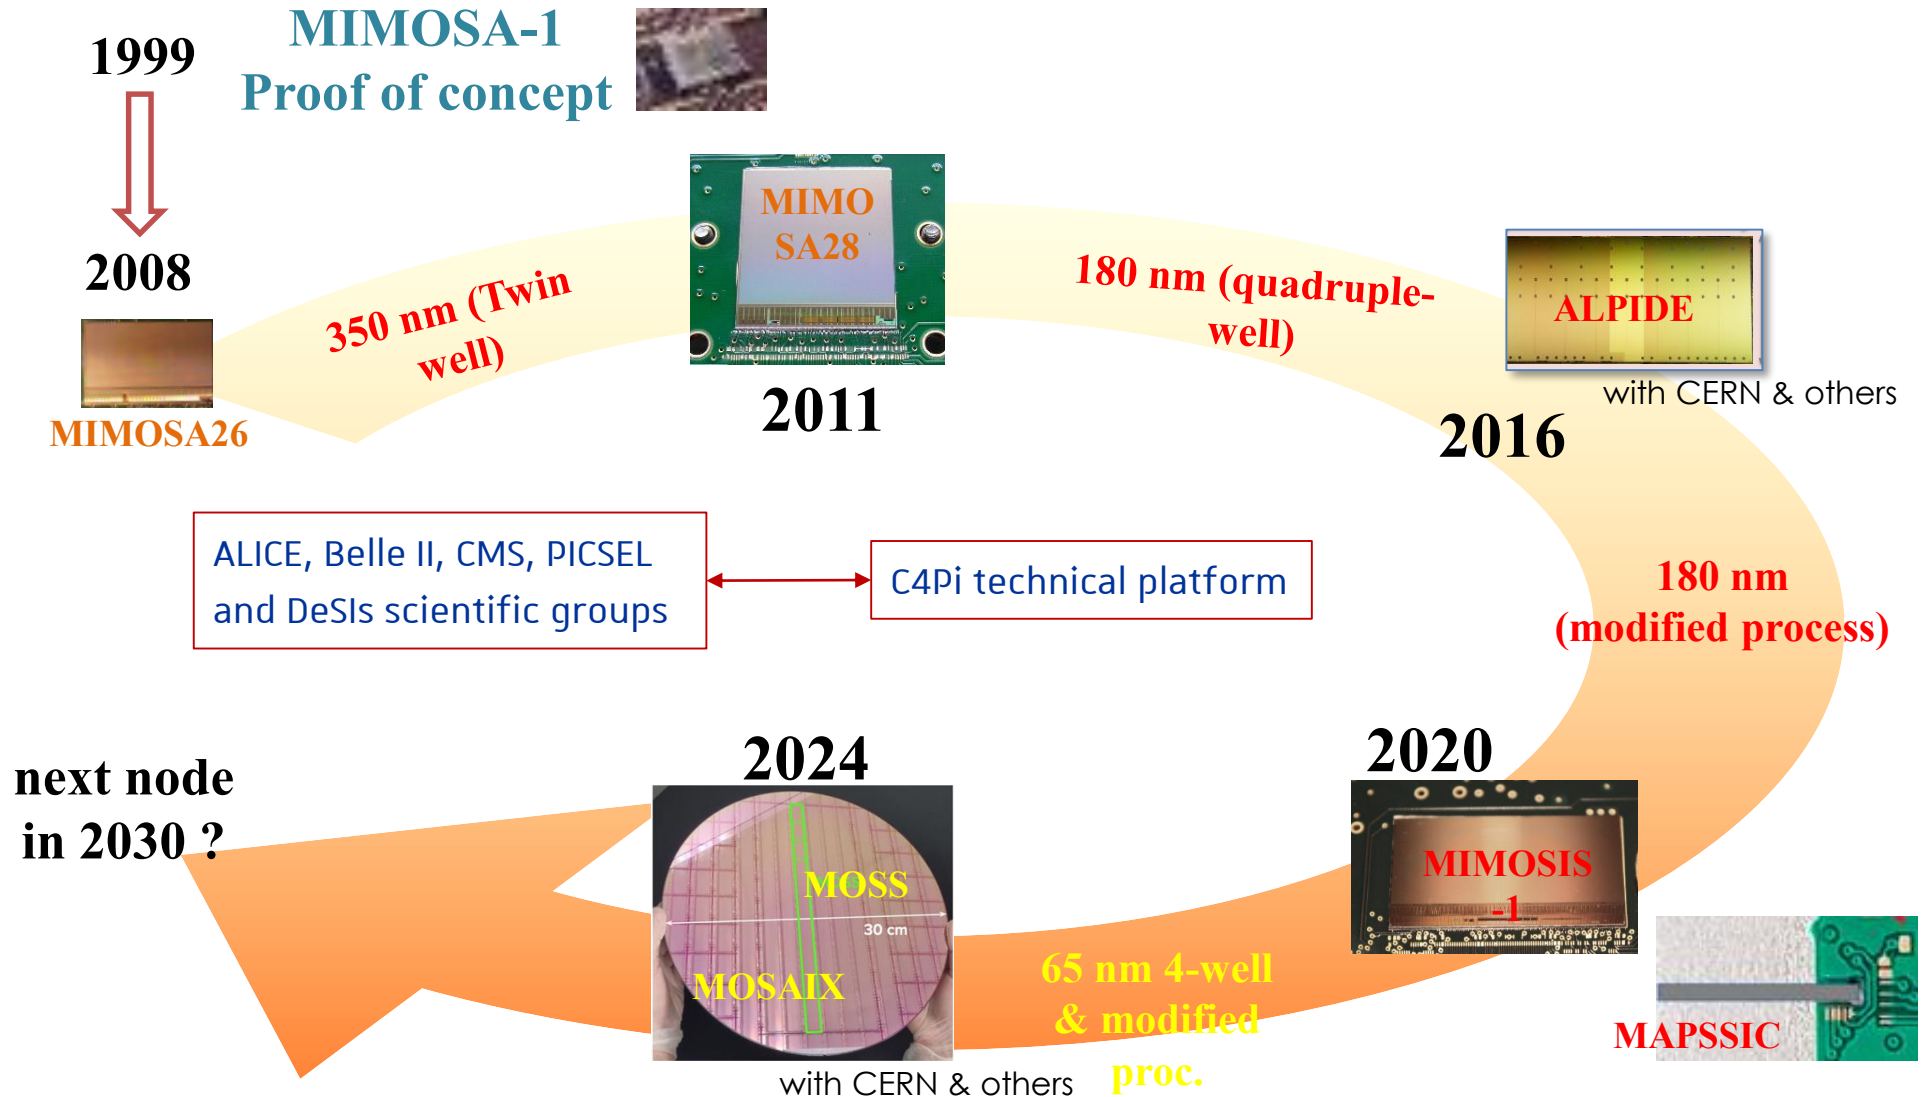 1999
MIMOSA-1
Proof of concept
2008
MIMOSA26
350 nm (Twin
well)
MIMO
SA28
2011
180 nm (quadruple-
well)
ALPIDE
with CERN & others
2016
ALICE, Belle II, CMS, PICSEL
and DeSIs scientific groups
C4Pi technical platform
180 nm
(modified process)
2020
MIMOSIS
-1
MAPSSIC
65 nm 4-well
& modified
proc.
2024
MOSS
30 cm
MOSAIX
with CERN & others
next node
in 2030 ?